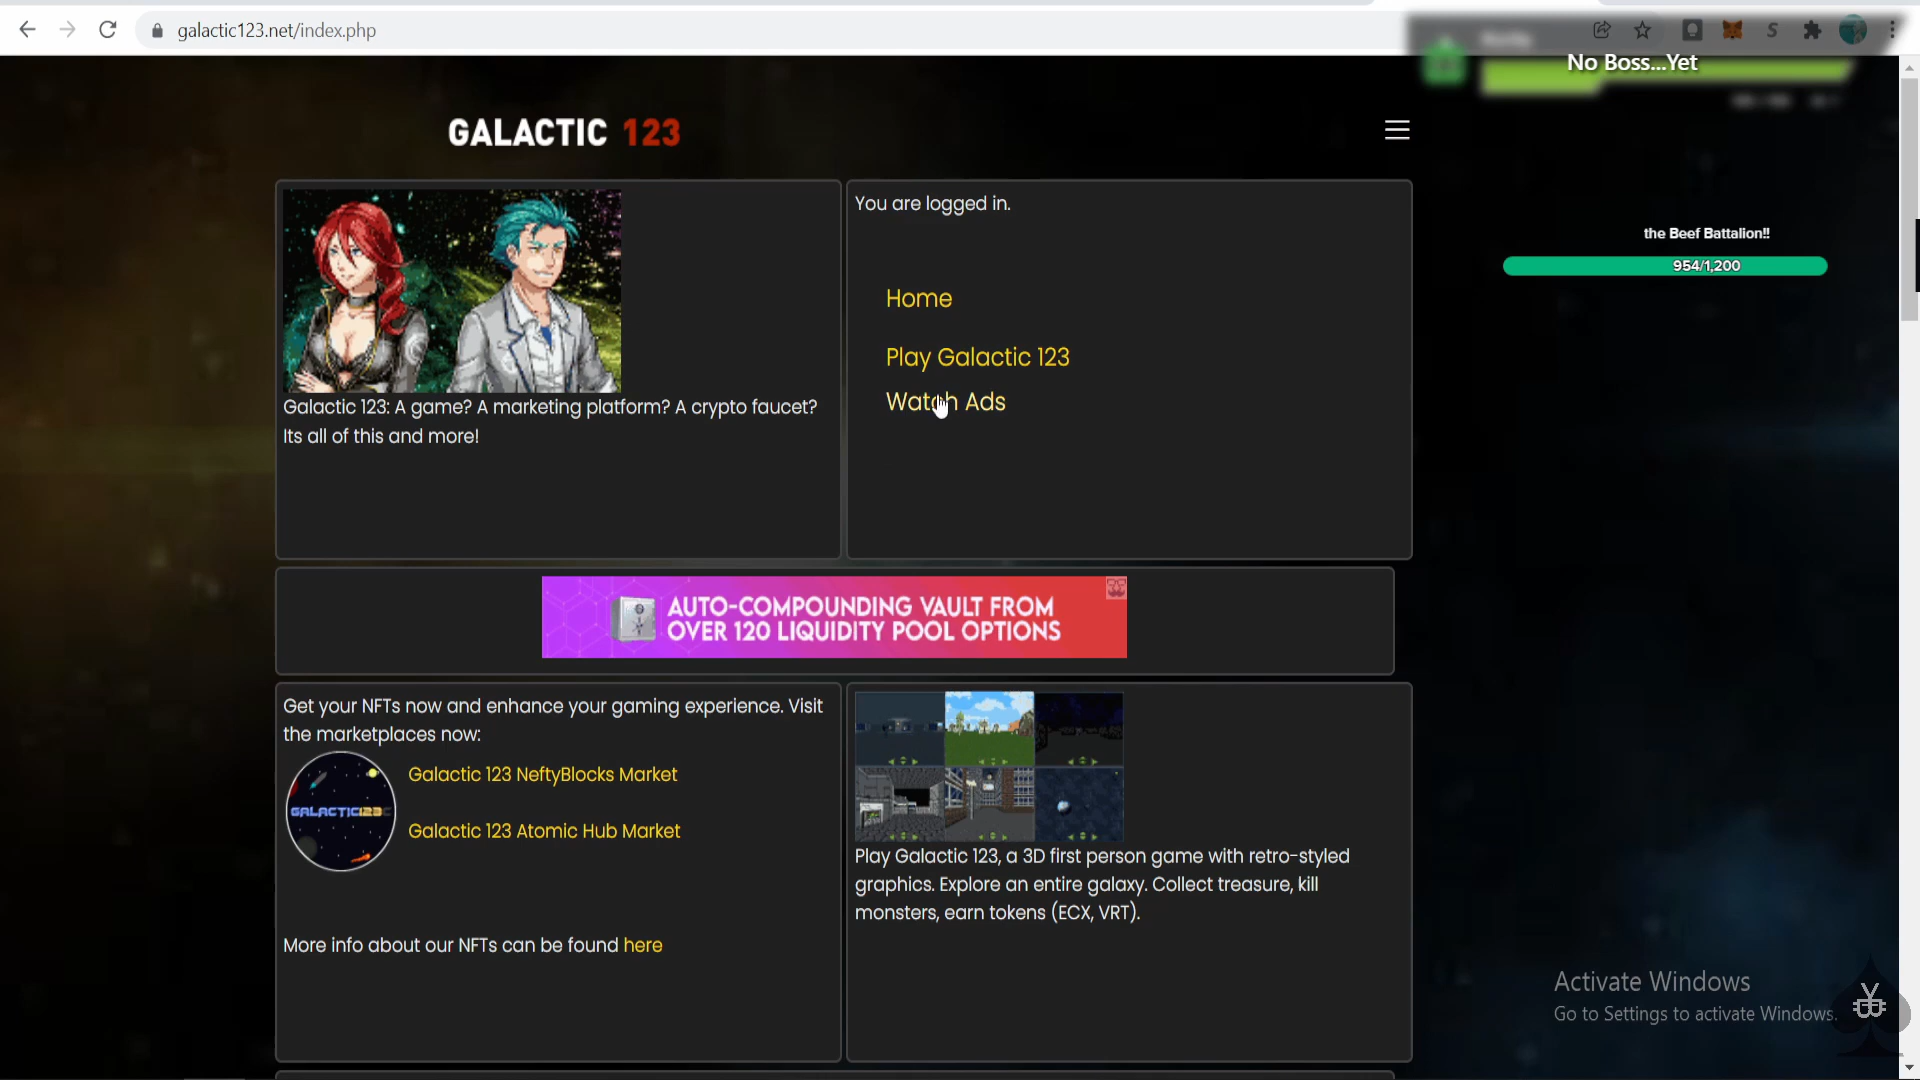 galactic123.net/index.php
No Boss...Yet
GALACTIC 123
You are logged in.
the Beef Battalion!!
954/1,200
Home
Play Galactic 123
Watch Ads
Galactic 123: A game? A marketing platform? A crypto faucet?
Its all of this and more!
AUTO-COMPOUNDING VAULT FROM
OVER 120 LIQUIDITY POOL OPTIONS
Get your NFTs now and enhance your gaming experience. Visit
the marketplaces now:
GALACTIC123
Galactic 123 NeftyBlocks Market
Galactic 123 Atomic Hub Market
More info about our NFTs can be found here
Play Galactic 123, a 3D first person game with retro-styled
graphics. Explore an entire galaxy. Collect treasure, kill
monsters, earn tokens (ECX, VRT).
Activate Windows
Go to Settings to activate Windows.